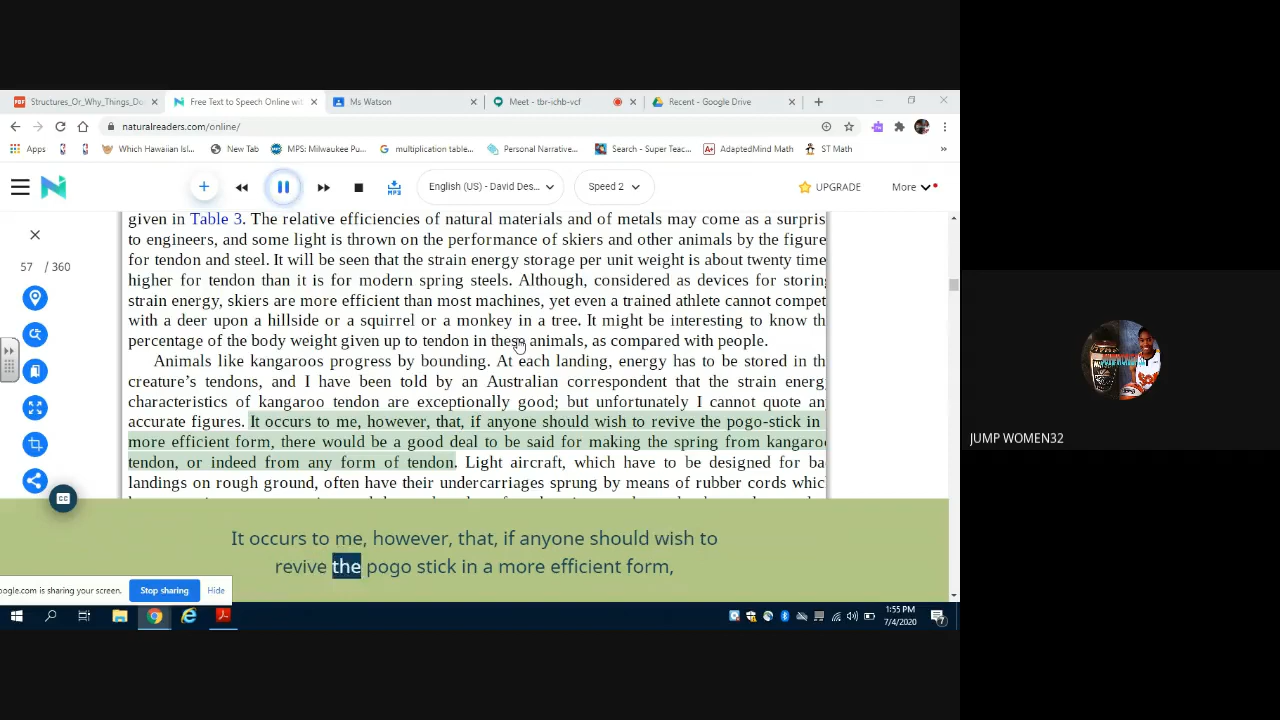 Structures_Or_Why_Things_Do
Free Text to Speech Online wit
Ms Watson
Meet - tbr-ichb-vcf
Recent - Google Drive
naturalreaders.com/online/
Apps
Which Hawaiian Isl...
New Tab
MPS: Milwaukee Pu...
multiplication table...
Personal Narrative...
Search - Super Teac...
AdaptedMind Math
ST Math
»
MP3
English (US) - David Des...
Speed 2
UPGRADE
More
57 / 360
given in Table 3. The relative efficiencies of natural materials and of metals may come as a surpris
to engineers, and some light is thrown on the performance of skiers and other animals by the figure
for tendon and steel. It will be seen that the strain energy storage per unit weight is about twenty time
higher for tendon than it is for modern spring steels. Although, considered as devices for storin
strain energy, skiers are more efficient than most machines, yet even a trained athlete cannot compet
with a deer upon a hillside or a squirrel or a monkey in a tree. It might be interesting to know th
percentage of the body weight given up to tendon in these animals, as compared with people.
Animals like kangaroos progress by bounding. At each landing, energy has to be stored in th
creature's tendons, and I have been told by an Australian correspondent that the strain energ
characteristics of kangaroo tendon are exceptionally good; but unfortunately I cannot quote an
accurate figures. It occurs to me, however, that, if anyone should wish to revive the pogo-stick in
more efficient form, there would be a good deal to be said for making the spring from kangaro
tendon, or indeed from any form of tendon. Light aircraft, which have to be designed for ba
landings on rough ground, often have their undercarriages sprung by means of rubber cords whic
CC
It occurs to me, however, that, if anyone should wish to
revive the pogo stick in a more efficient form,
oogle.com is sharing your screen.
Stop sharing
Hide
1:55 PM
7/4/2020
JUMP WOMEN32